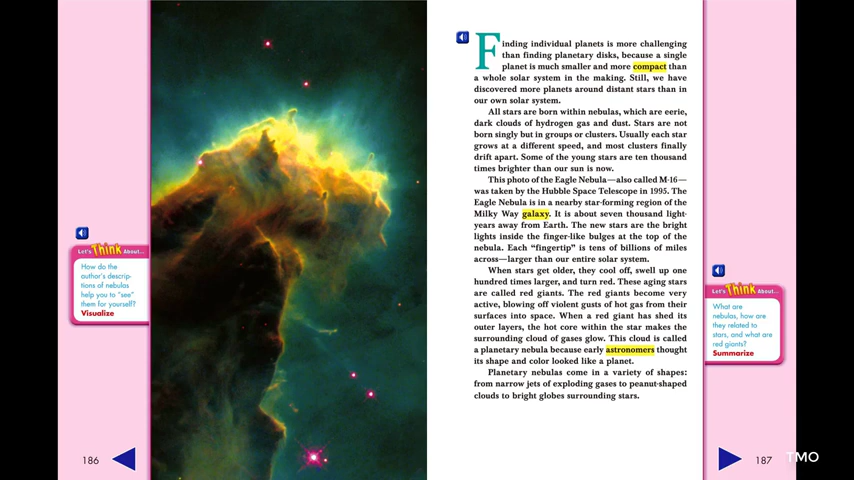 Let's Think About...
How do the
author's descrip-
tions of nebulas
help you to "see"
them for yourself?
Visualize
186
Finding individual planets is more challenging
than finding planetary disks, because a single
planet is much smaller and more compact than
a whole solar system in the making. Still, we have
discovered more planets around distant stars than in
our own solar system.
All stars are born within nebulas, which are eerie,
dark clouds of hydrogen gas and dust. Stars are not
born singly but in groups or clusters. Usually each star
grows at a different speed, and most clusters finally
drift apart. Some of the young stars are ten thousand
times brighter than our sun is now.
This photo of the Eagle Nebula—also called M-16—
was taken by the Hubble Space Telescope in 1995. The
Eagle Nebula is in a nearby star-forming region of the
Milky Way galaxy. It is about seven thousand light-
years away from Earth. The new stars are the bright
lights inside the finger-like bulges at the top of the
nebula. Each "fingertip" is tens of billions of miles
across—larger than our entire solar system.
When stars get older, they cool off, swell up one
hundred times larger, and turn red. These aging stars
are called red giants. The red giants become very
active, blowing off violent gusts of hot gas from their
surfaces into space. When a red giant has shed its
outer layers, the hot core within the star makes the
surrounding cloud of gases glow. This cloud is called
a planetary nebula because early astronomers thought
its shape and color looked like a planet.
Planetary nebulas come in a variety of shapes:
from narrow jets of exploding gases to peanut-shaped
clouds to bright globes surrounding stars.
Let's Think About...
What are
nebulas, how are
they related to
stars, and what are
red giants?
Summarize
187
TMO